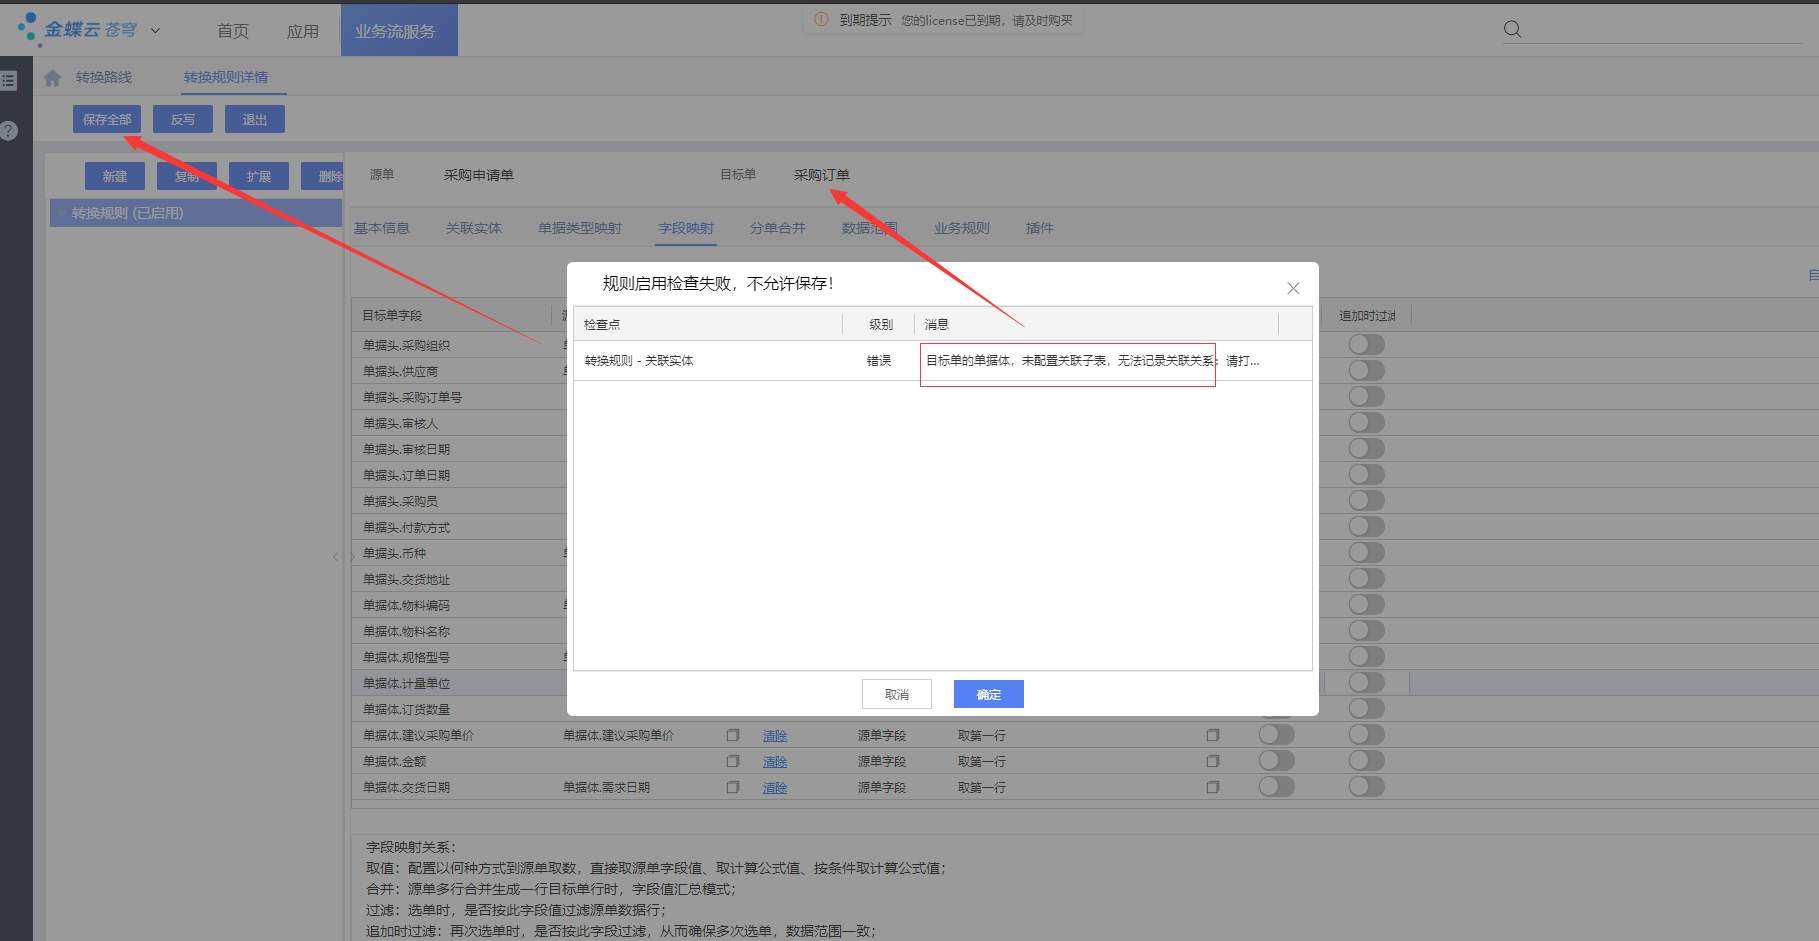 金蝶云 苍穹
首页
应用
业务流服务
到期提示 您的license已到期，请及时购买
转换路线
转换规则详情
保存全部
反写
退出
新建
复制
扩展
删除
转换规则 (已启用)
源单
采购申请单
目标单
采购订单
基本信息
关联实体
单据类型映射
字段映射
分单合并
数据范围
业务规则
插件
规则启用检查失败，不允许保存！
检查点
级别
消息
转换规则 - 关联实体
错误
目标单的单据体，未配置关联子表，无法记录关联关系：请打...
取消
确定
目标单字段
追加时过滤
单据头.采购组织
单据头.供应商
单据头.采购订单号
单据头.审核人
单据头.审核日期
单据头.订单日期
单据头.采购员
单据头.付款方式
单据头.币种
单据头.交货地址
单据体.物料编码
单据体.物料名称
单据体.规格型号
单据体.计量单位
单据体.订货数量
单据体.建议采购单价 单据体.建议采购单价 清除 源单字段 取第一行
单据体.金额 清除 源单字段 取第一行
单据体.交货日期 单据体.需求日期 清除 源单字段 取第一行
字段映射关系：
取值：配置以何种方式到源单取数，直接取源单字段值、取计算公式值、按条件取计算公式值；
合并：源单多行合并生成一行目标单行时，字段值汇总模式；
过滤：选单时，是否按此字段值过滤源单数据行；
追加时过滤：再次选单时，是否按此字段过滤，从而确保多次选单，数据范围一致；